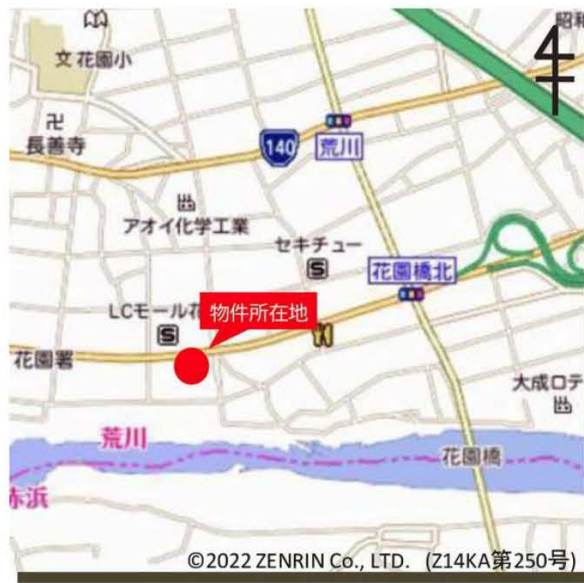 昭和
文 花園小
卍
長善寺
140
荒川
アオイ化学工業
セキチュー
S
花園橋北
LCモール花
物件所在地
S
花園署
大成ロテ
荒川
花園橋
赤浜
©2022 ZENRIN Co., LTD. (Z14KA第250号)